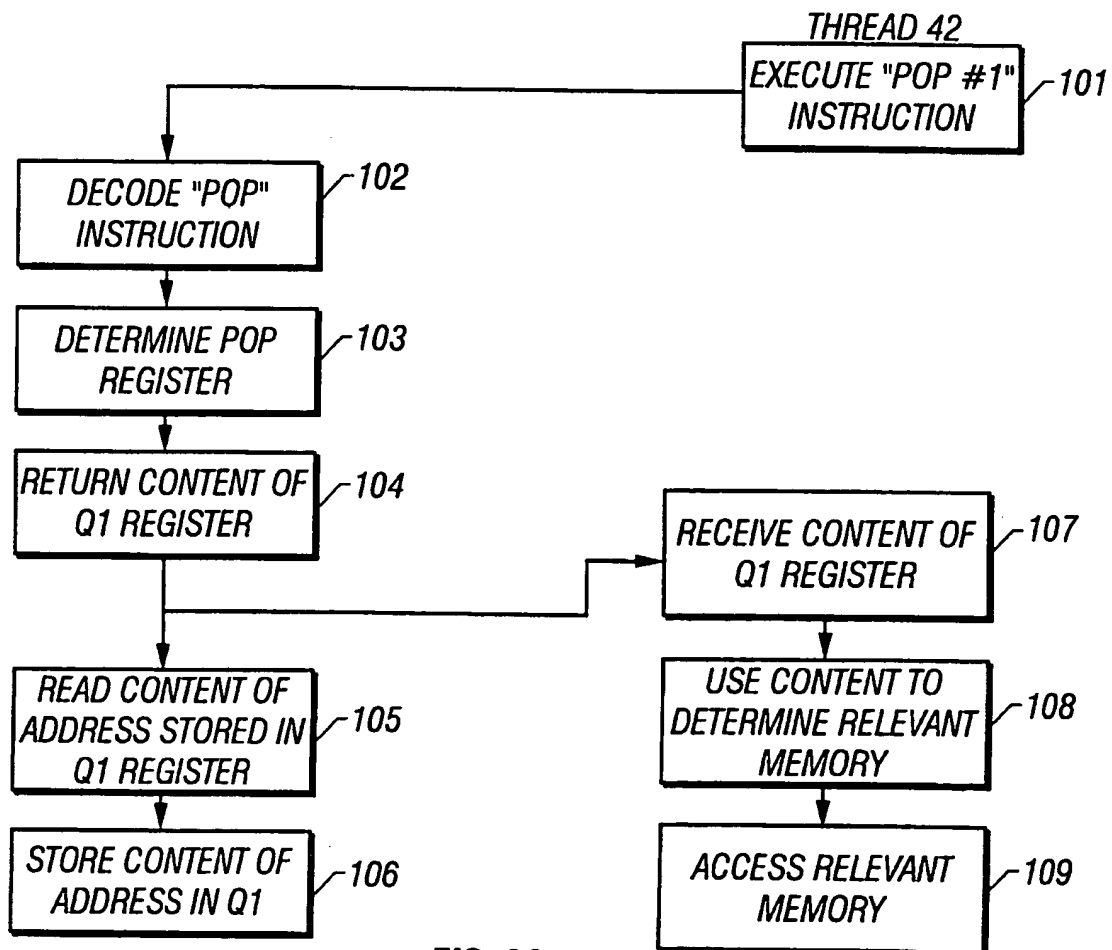 THREAD 42
EXECUTE "POP #1"
INSTRUCTION
101
DECODE "POP"
INSTRUCTION
102
DETERMINE POP
REGISTER
103
RETURN CONTENT OF
Q1 REGISTER
104
READ CONTENT OF
ADDRESS STORED IN
Q1 REGISTER
105
STORE CONTENT OF
ADDRESS IN Q1
106
RECEIVE CONTENT OF
Q1 REGISTER
107
USE CONTENT TO
DETERMINE RELEVANT
MEMORY
108
ACCESS RELEVANT
MEMORY
109